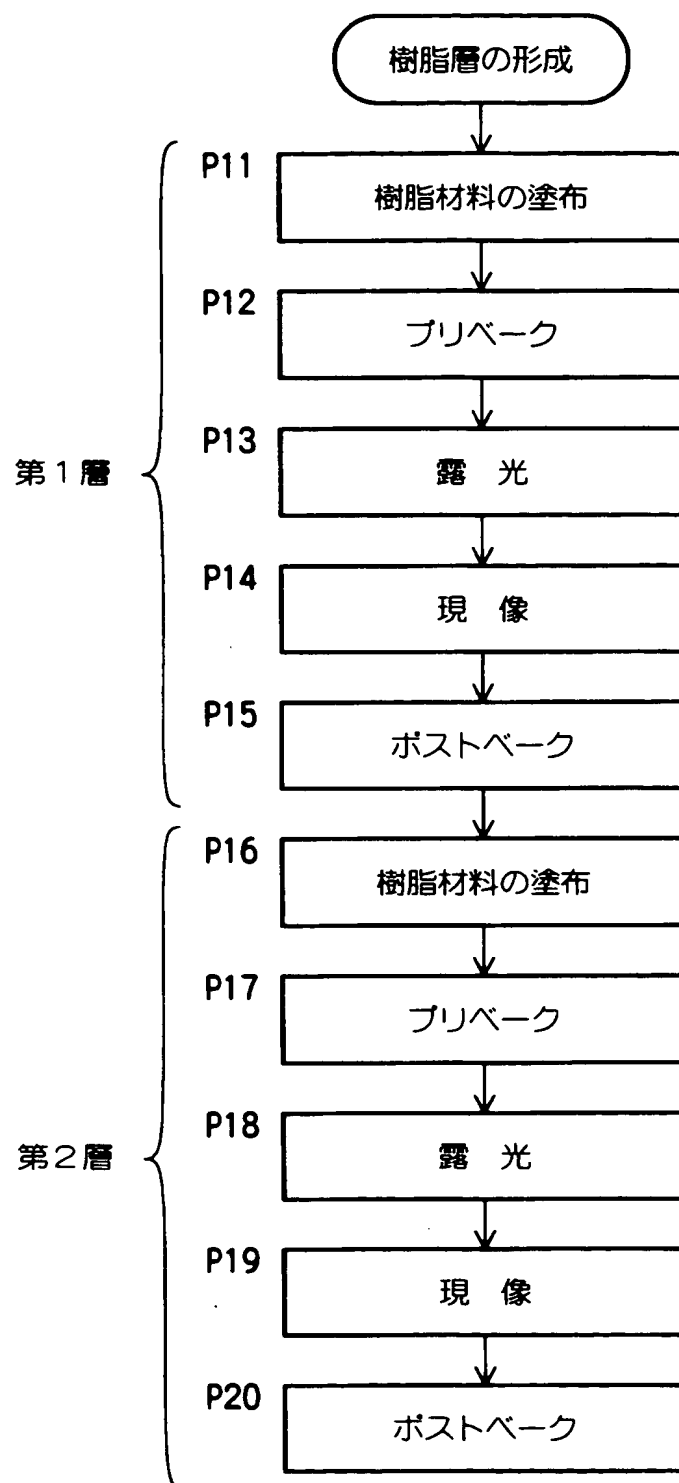 樹脂層の形成
P11
樹脂材料の塗布
P12
プリベーク
P13
露 光
第1層
P14
現 像
P15
ポストベーク
P16
樹脂材料の塗布
P17
プリベーク
P18
露 光
第2層
P19
現 像
P20
ポストベーク